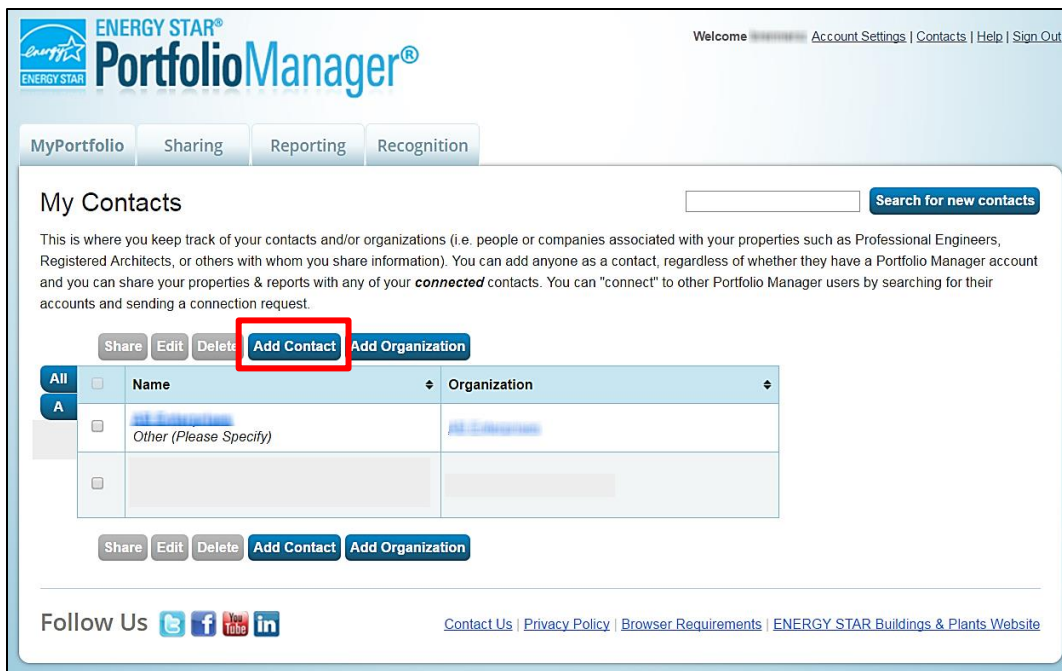 ENERGY STAR®
PortfolioManager®
energy
ENERGY STAR
Welcome Account Settings | Contacts | Help | Sign Out
MyPortfolio Sharing Reporting Recognition
My Contacts
Search for new contacts
This is where you keep track of your contacts and/or organizations (i.e. people or companies associated with your properties such as Professional Engineers,
Registered Architects, or others with whom you share information). You can add anyone as a contact, regardless of whether they have a Portfolio Manager account
and you can share your properties & reports with any of your connected contacts. You can "connect" to other Portfolio Manager users by searching for their
accounts and sending a connection request.
Share Edit Delete Add Contact Add Organization
All
A
Name Organization
Other (Please Specify)
Share Edit Delete Add Contact Add Organization
Follow Us
You
Tube
in
Contact Us | Privacy Policy | Browser Requirements | ENERGY STAR Buildings & Plants Website